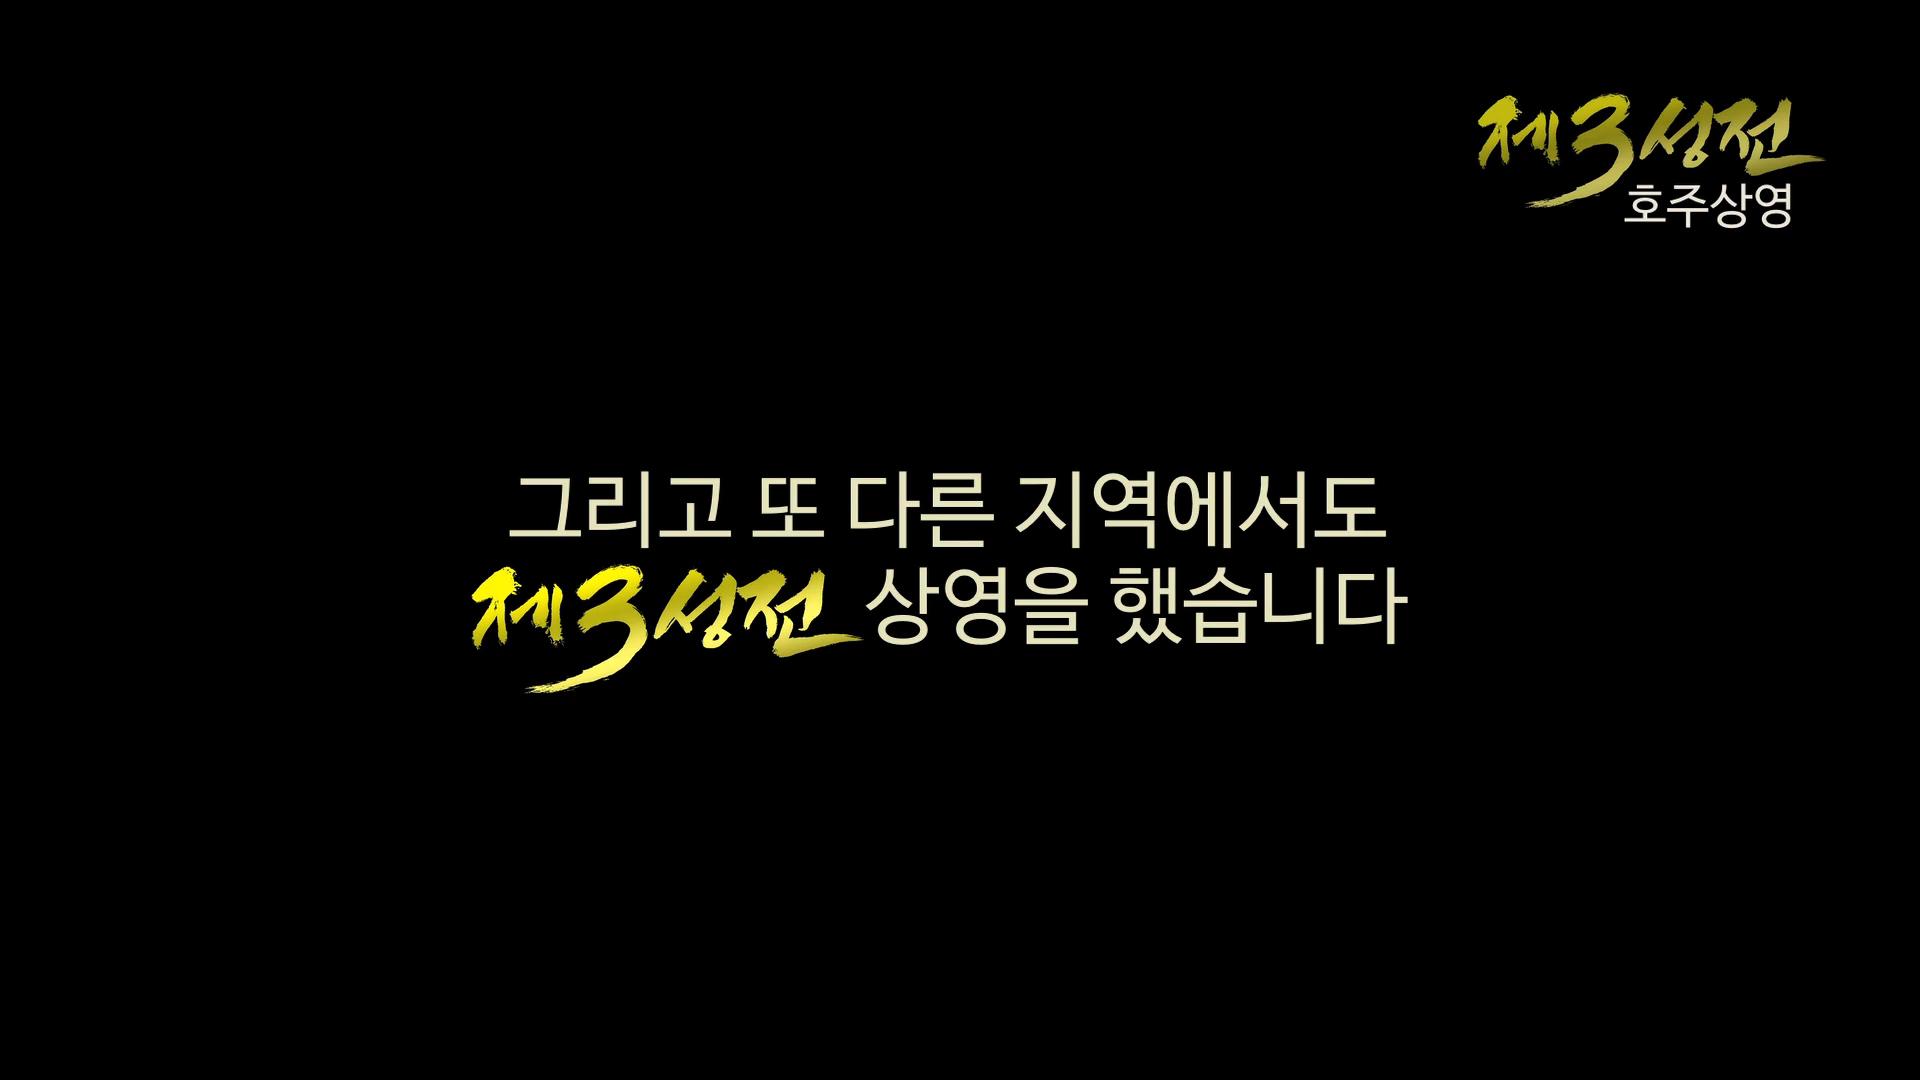 제3성전
호주상영
그리고 또 다른 지역에서도
제3성전 상영을 했습니다